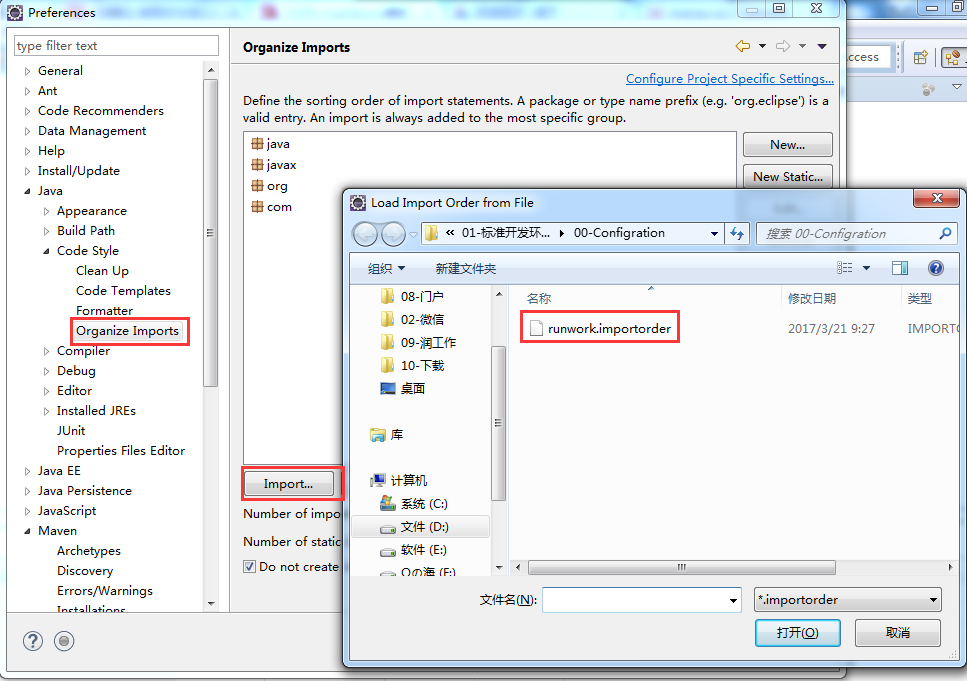 Preferences
type filter text
General
Ant
Code Recommenders
Data Management
Help
Install/Update
Java
Appearance
Build Path
Code Style
Clean Up
Code Templates
Formatter
Organize Imports
Compiler
Debug
Editor
Installed JREs
JUnit
Properties Files Editor
Java EE
Java Persistence
JavaScript
Maven
Archetypes
Discovery
Errors/Warnings
Installations
Organize Imports
Configure Project Specific Settings...
Define the sorting order of import statements. A package or type name prefix (e.g. 'org.eclipse') is a
valid entry. An import is always added to the most specific group.
java
javax
org
com
New...
New Static...
Import...
Number of impo
Number of static
Do not create
ccess
Load Import Order from File
« 01-标准开发环... 00-Configration
搜索 00-Configration
组织
新建文件夹
08-门户
02-微信
09-润工作
10-下载
桌面
库
计算机
系统 (C:)
文件 (D:)
软件 (E:)
Qの海 (F:)
名称 修改日期 类型
runwork.importorder 2017/3/21 9:27 IMPORTO
文件名(N):
*.importorder
打开(O)
取消